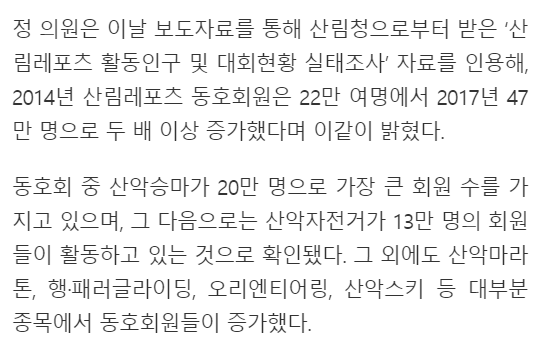 정 의원은 이날 보도자료를 통해 산림청으로부터 받은 ‘산
림레포츠 활동인구 및 대회현황 실태조사’ 자료를 인용해,
2014년 산림레포츠 동호회원은 22만 여명에서 2017년 47
만 명으로 두 배 이상 증가했다며 이같이 밝혔다.
동호회 중 산악승마가 20만 명으로 가장 큰 회원 수를 가
지고 있으며, 그 다음으로는 산악자전거가 13만 명의 회원
들이 활동하고 있는 것으로 확인됐다. 그 외에도 산악마라
톤, 행·패러글라이딩, 오리엔티어링, 산악스키 등 대부분
종목에서 동호회원들이 증가했다.